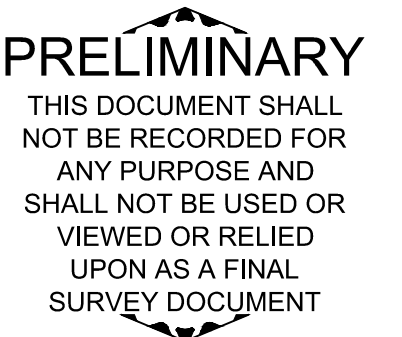 PRELIMINARY
THIS DOCUMENT SHALL
NOT BE RECORDED FOR
ANY PURPOSE AND
SHALL NOT BE USED OR
VIEWED OR RELIED
UPON AS A FINAL
SURVEY DOCUMENT